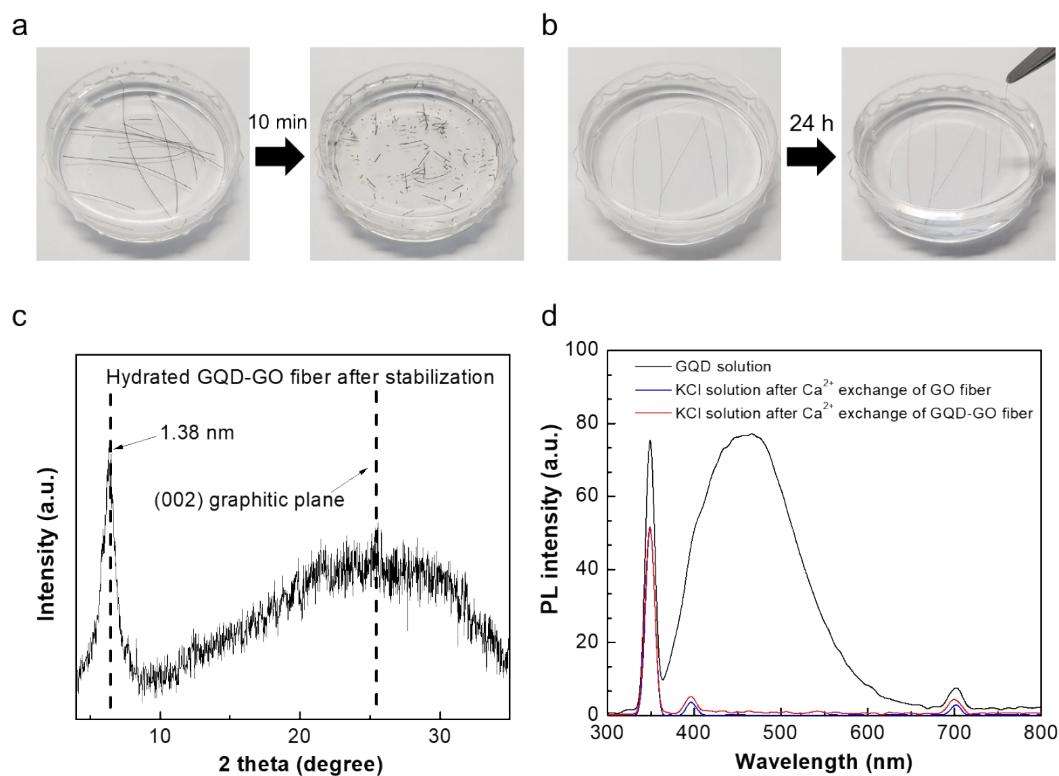 a
10 min
b
24 h
c
Hydrated GQD-GO fiber after stabilization
1.38 nm
(002) graphitic plane
Intensity (a.u.)
10
20
30
2 theta (degree)
d
100
80
60
40
20
0
GQD solution
KCl solution after Ca²⁺ exchange of GO fiber
KCl solution after Ca²⁺ exchange of GQD-GO fiber
PL intensity (a.u.)
300
400
500
600
700
800
Wavelength (nm)